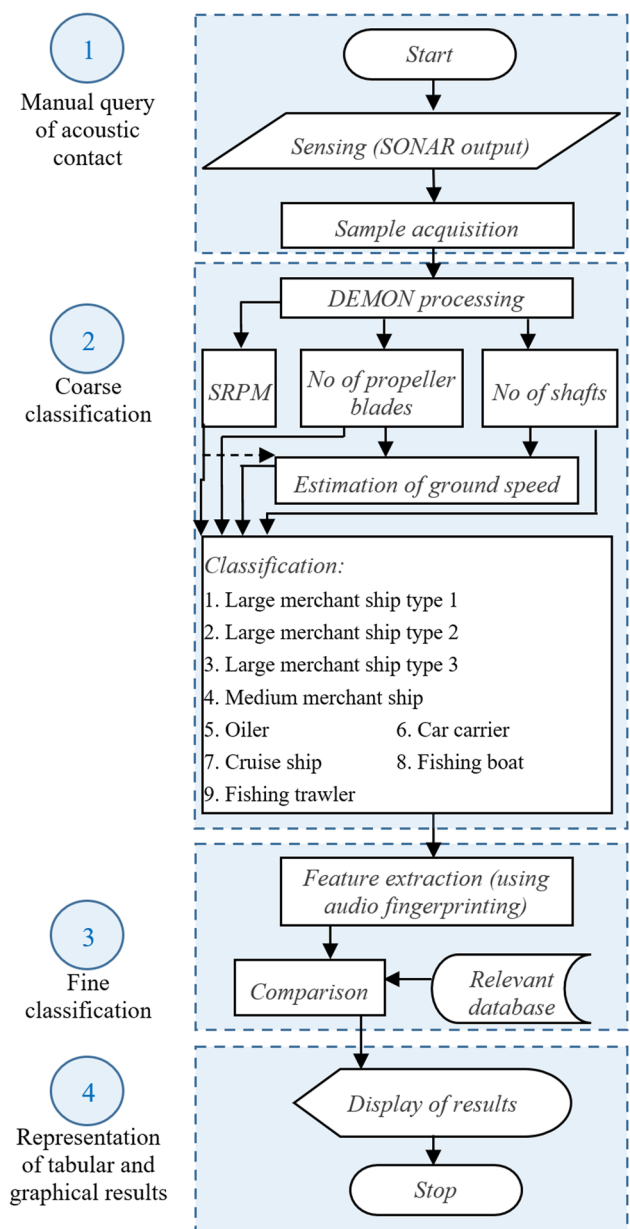 1
Manual query
of acoustic
contact
Start
Sensing (SONAR output)
Sample acquisition
2
Coarse
classification
DEMON processing
SRPM
No of propeller
blades
No of shafts
Estimation of ground speed
Classification:
1. Large merchant ship type 1
2. Large merchant ship type 2
3. Large merchant ship type 3
4. Medium merchant ship
5. Oiler 6. Car carrier
7. Cruise ship 8. Fishing boat
9. Fishing trawler
3
Fine
classification
Feature extraction (using
audio fingerprinting)
Comparison
Relevant
database
4
Representation
of tabular and
graphical results
Display of results
Stop